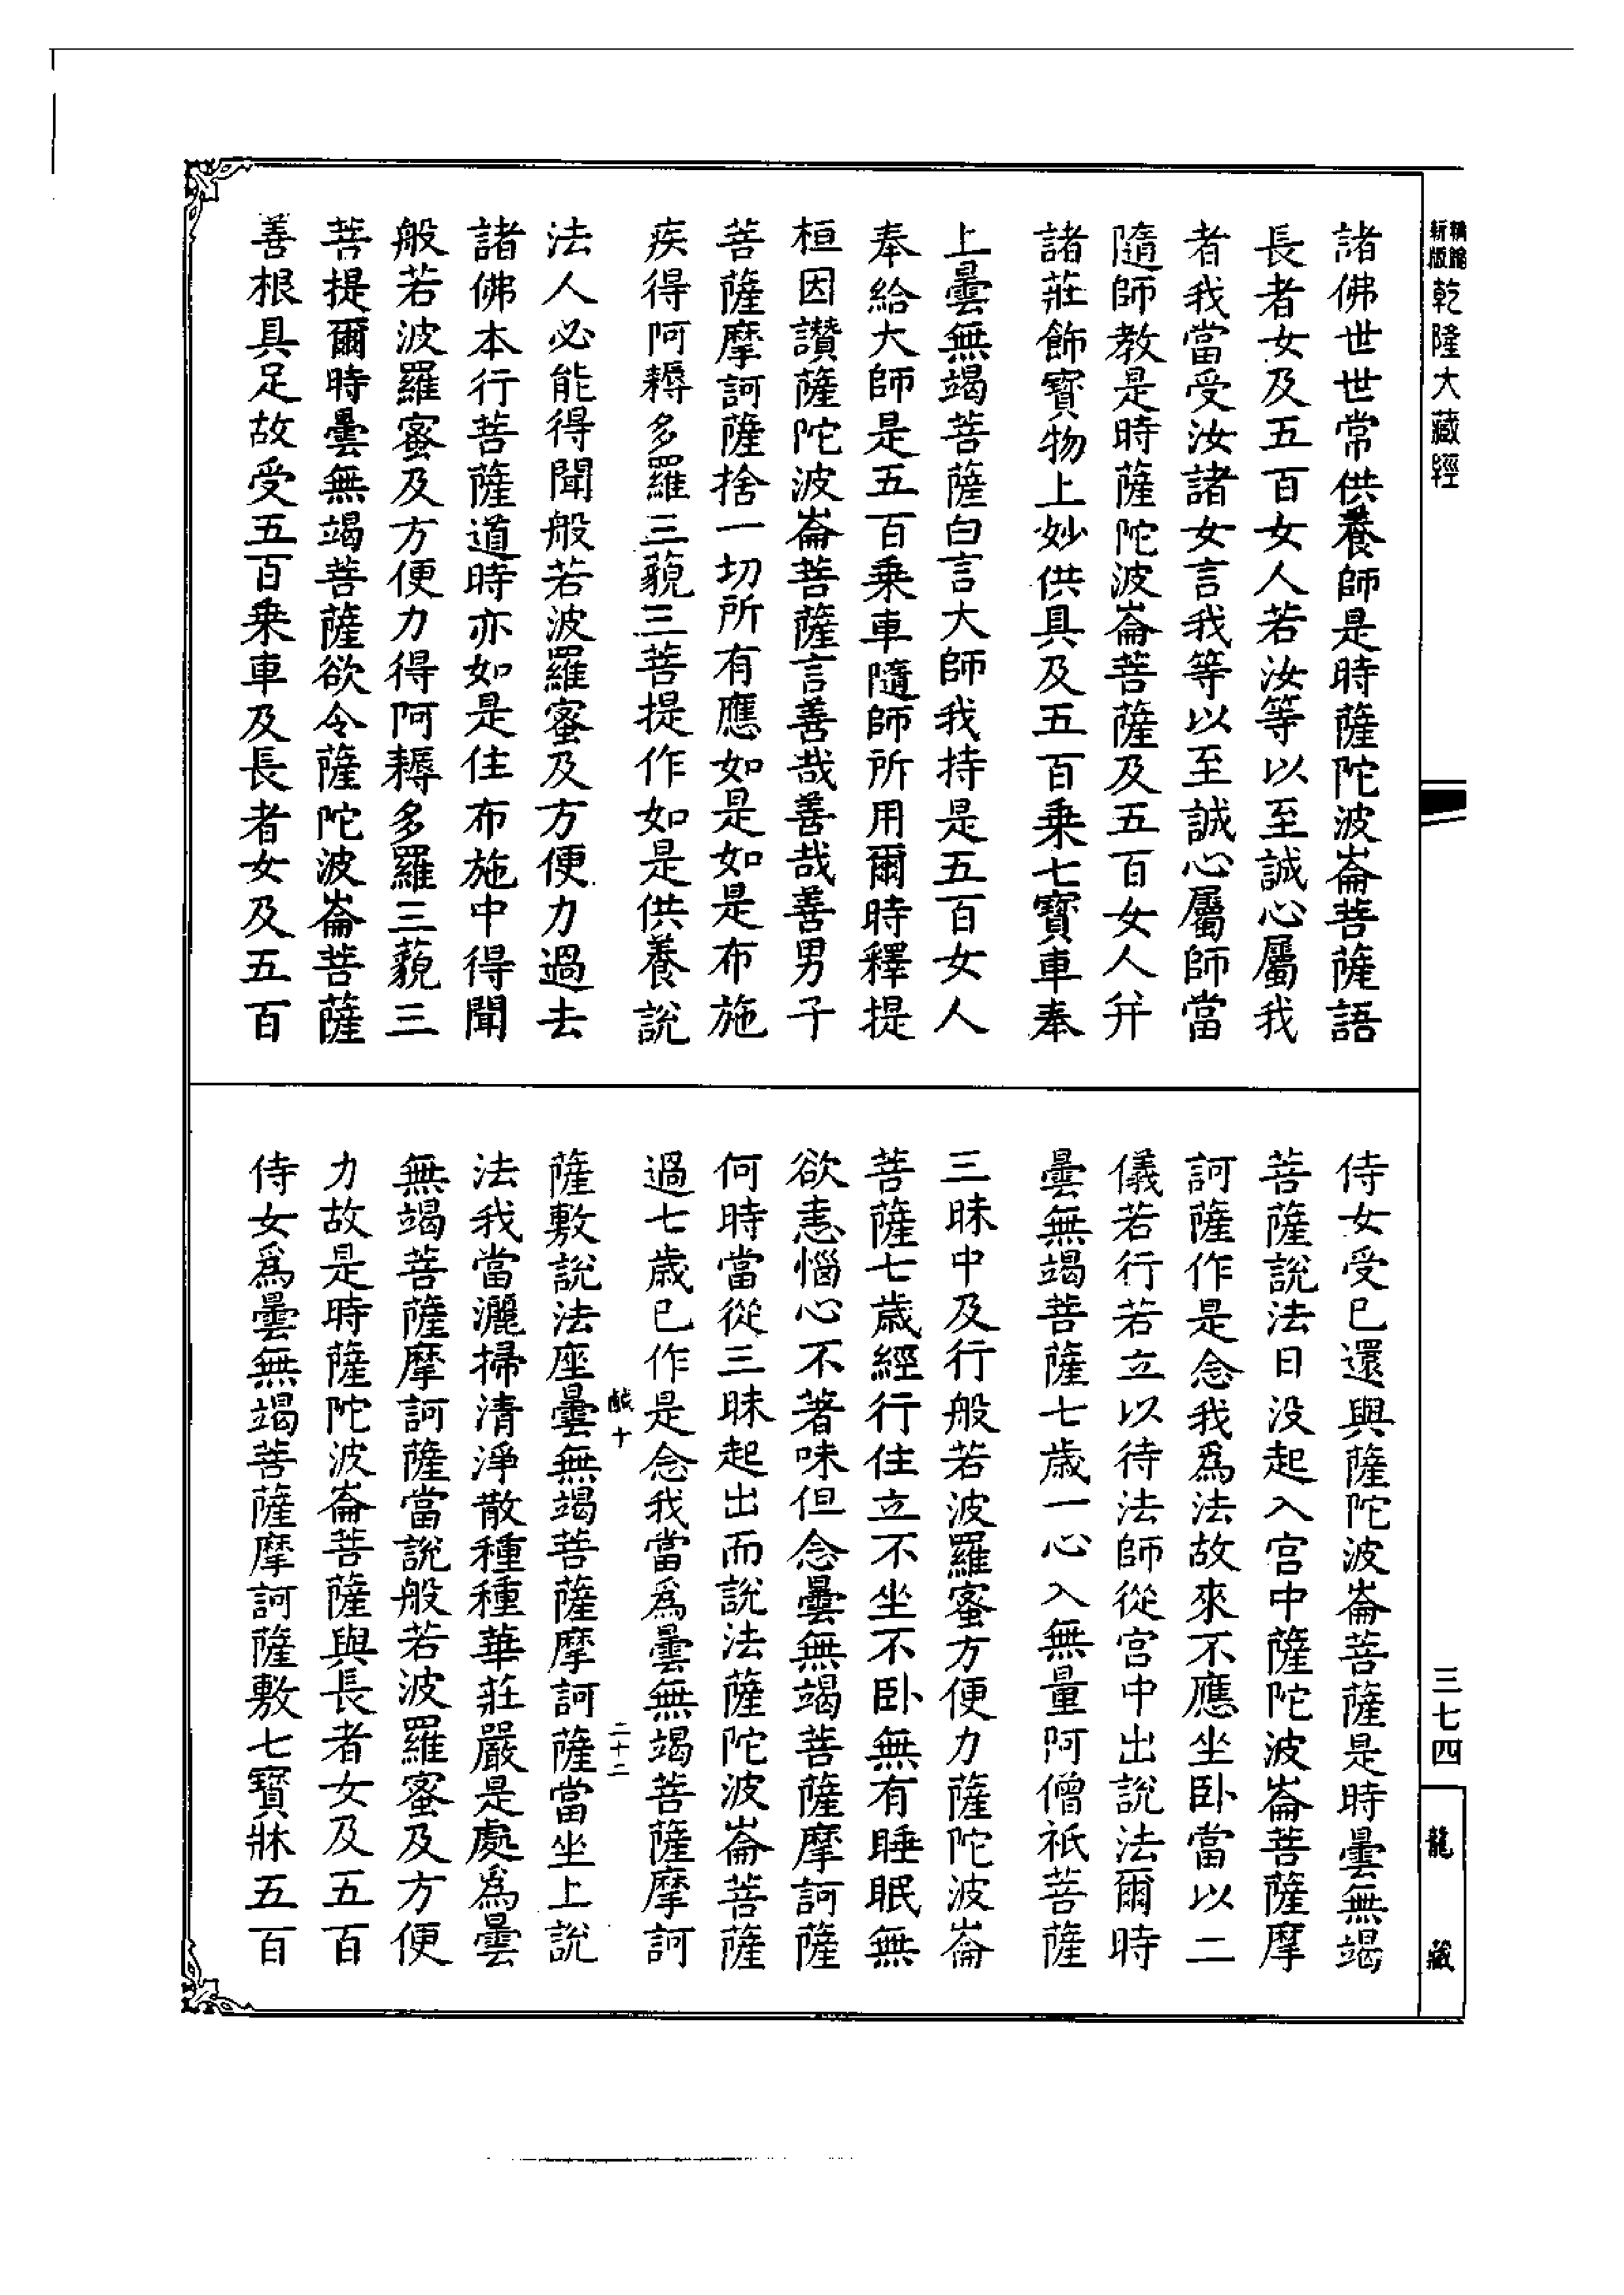 新版
精縮
乾隆大藏經
諸佛世世常供養師是時薩陀波崙菩薩語
長者女及五百女人若汝等以至誠心屬我
者我當受汝諸女言我等以至誠心屬師當
隨師教是時薩陀波崙菩薩及五百女人并
諸莊飾寶物上妙供具及五百乗七寶車奉
上曇無竭菩薩白言大師我持是五百女人
奉給大師是五百乗車隨師所用爾時釋提
桓因讚薩陀波崙菩薩言善哉善哉善男子
菩薩摩訶薩捨一切所有應如是如是布施
疾得阿耨多羅三藐三菩提作如是供養說
法人必能得聞般若波羅蜜及方便力過去
諸佛本行菩薩道時亦如是住布施中得聞
般若波羅蜜及方便力得阿耨多羅三藐三
菩提爾時曇無竭菩薩欲令薩陀波崙菩薩
善根具足故受五百乗車及長者女及五百
侍女受已還與薩陀波崙菩薩是時曇無竭
菩薩說法日没起入宫中薩陀波崙菩薩摩
訶薩作是念我爲法故來不應坐卧當以二
儀若行若立以待法師從宫中出說法爾時
曇無竭菩薩七歲一心入無量阿僧祇菩薩
三昧中及行般若波羅蜜方便力薩陀波崙
菩薩七歲經行住立不坐不卧無有睡眠無
欲恚惱心不著味但念曇無竭菩薩摩訶薩
何時當從三昧起出而說法薩陀波崙菩薩
過七歲已作是念我當爲曇無竭菩薩摩訶
十
二十二
薩敷說法座曇無竭菩薩摩訶薩當坐上說
法我當灑掃清淨散種種華莊嚴是處爲曇
無竭菩薩摩訶薩當說般若波羅蜜及方便
力故是時薩陀波崙菩薩與長者女及五百
侍女爲曇無竭菩薩摩訶薩敷七寶牀五百
三七四
龍藏